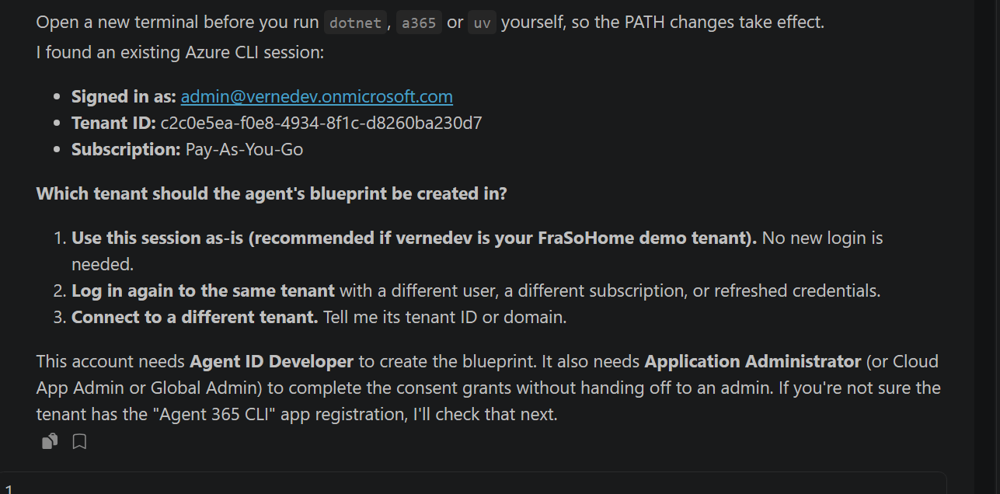 Open a new terminal before you run dotnet, a365 or uv yourself, so the PATH changes take effect.
I found an existing Azure CLI session:
• Signed in as: admin@vernedev.onmicrosoft.com
• Tenant ID: c2c0e5ea-f0e8-4934-8f1c-d8260ba230d7
• Subscription: Pay-As-You-Go
Which tenant should the agent's blueprint be created in?
1. Use this session as-is (recommended if vernedev is your FraSoHome demo tenant). No new login is
needed.
2. Log in again to the same tenant with a different user, a different subscription, or refreshed credentials.
3. Connect to a different tenant. Tell me its tenant ID or domain.
This account needs Agent ID Developer to create the blueprint. It also needs Application Administrator (or Cloud
App Admin or Global Admin) to complete the consent grants without handing off to an admin. If you're not sure the
tenant has the "Agent 365 CLI" app registration, I'll check that next.
1